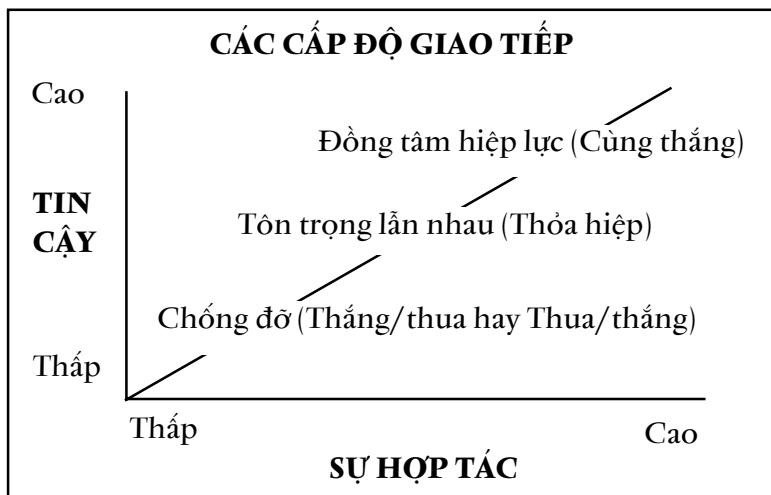 CÁC CẤP ĐỘ GIAO TIẾP
Cao
Đồng tâm hiệp lực (Cùng thắng)
TIN
CẬY
Tôn trọng lẫn nhau (Thỏa hiệp)
Chống đỡ (Thắng/thua hay Thua/thắng)
Thấp
Thấp
Cao
SỰ HỢP TÁC